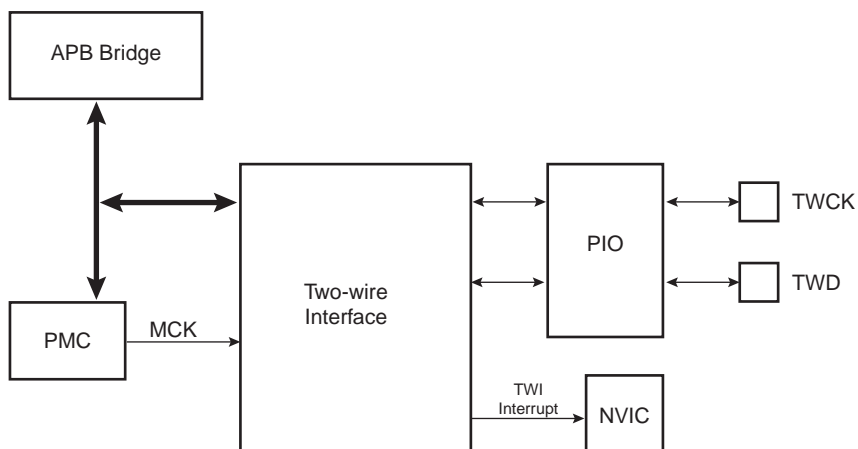 APB Bridge
TWCK
PIO
Two-wire
Interface
TWD
MCK
PMC
TWI
Interrupt
NVIC